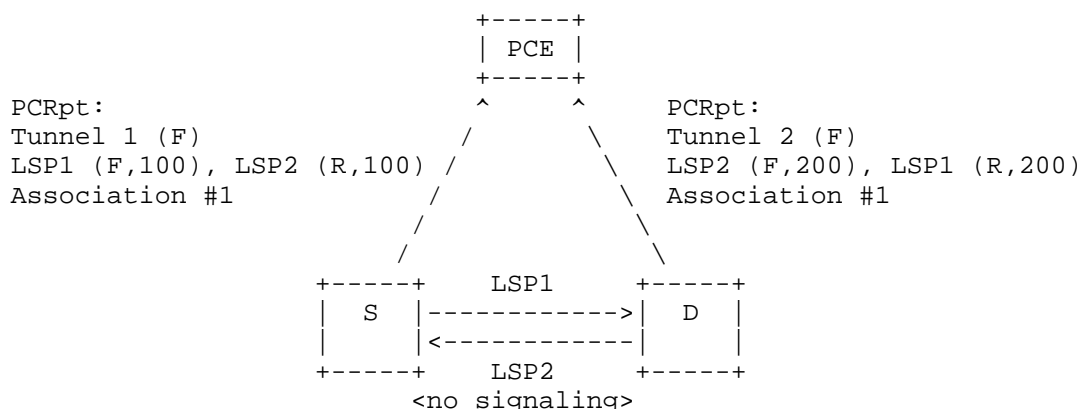 PCE
PCRpt: PCRpt:
Tunnel 1 (F) Tunnel 2 (F)
LSP1 (F,100), LSP2 (R,100) LSP2 (F,200), LSP1 (R,200)
Association #1 Association #1
LSP1
S D
LSP2
<no signaling>